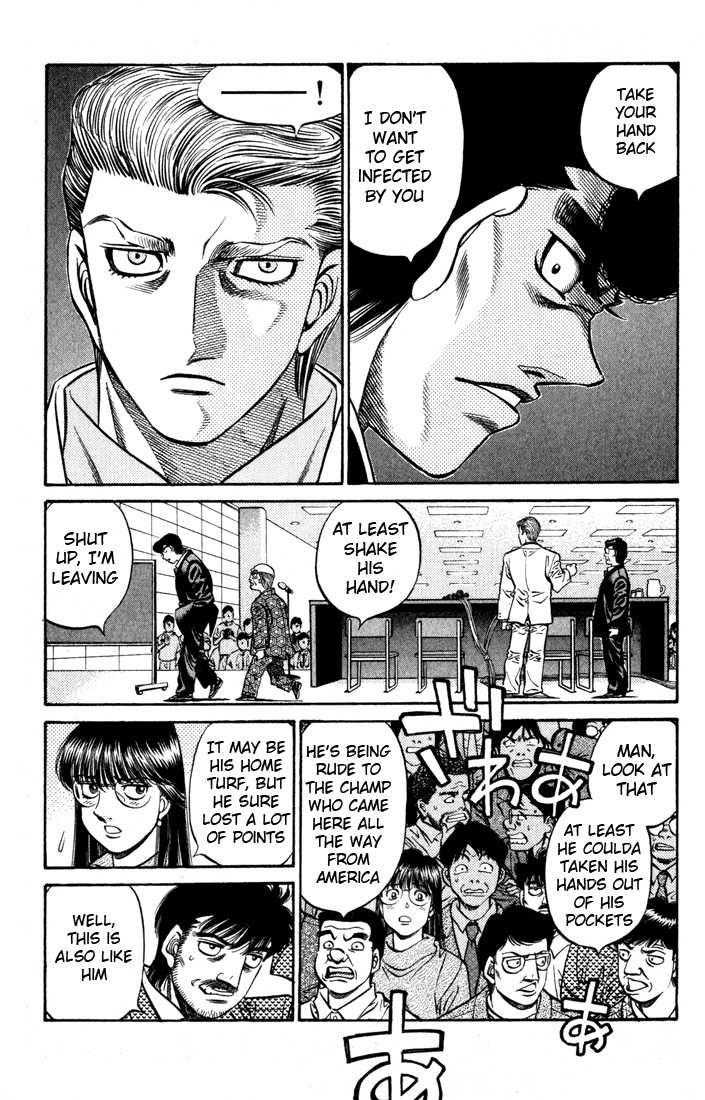 TAKE
YOUR
HAND
BACK
I DON'T
WANT
TO GET
INFECTED
BY YOU
——!
AT LEAST
SHAKE
HIS
HAND!
SHUT
UP, I'M
LEAVING
MAN,
LOOK AT
THAT
AT LEAST
HE COULDA
TAKEN HIS
HANDS OUT
OF HIS
POCKETS
HE'S BEING
RUDE TO
THE CHAMP
WHO CAME
HERE ALL
THE WAY
FROM
AMERICA
IT MAY BE
HIS HOME
TURF, BUT
HE SURE
LOST A LOT
OF POINTS
WELL,
THIS IS
ALSO LIKE
HIM
あ
あ